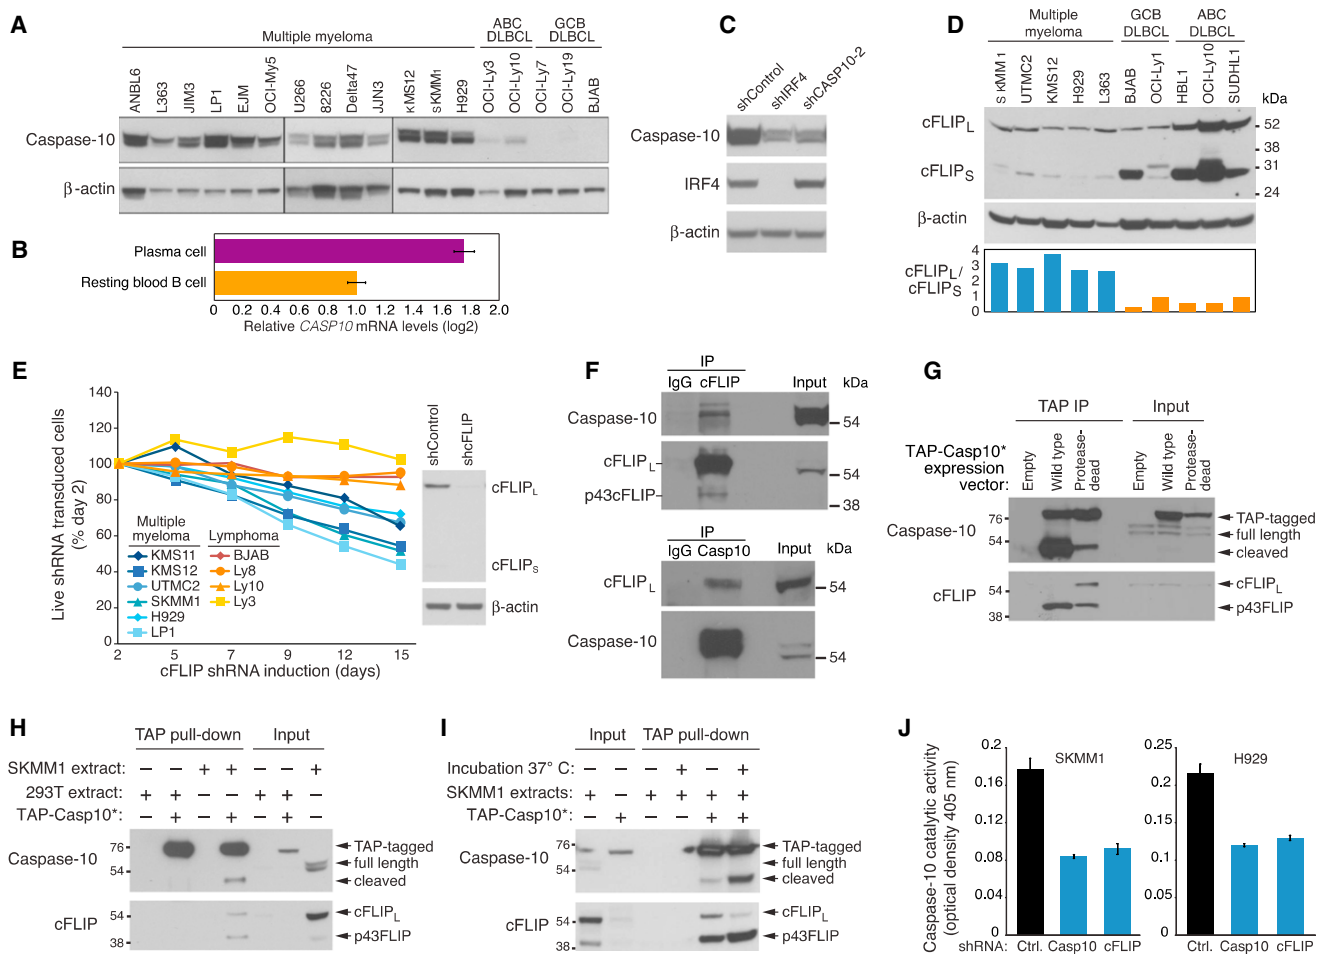 A
Multiple myeloma
ABC
DLBCL
GCB
DLBCL
ANBL6
L363
JIM3
LP1
EJM
OCI-My5
U266
8226
Delta47
JJN3
KMS12
sKMM1
H929
OCI-Ly3
OCI-Ly10
OCI-Ly7
OCI-Ly19
BJAB
Caspase-10
β-actin
B
Plasma cell
Resting blood B cell
0 0.2 0.4 0.6 0.8 1.0 1.2 1.4 1.6 1.8 2.0
Relative CASP10 mRNA levels (log2)
C
shControl
shIRF4
shCASP10-2
Caspase-10
IRF4
β-actin
D
Multiple
myeloma
GCB
DLBCL
ABC
DLBCL
s KMM1
UTMC2
KMS12
H929
L363
BJAB
OCI-Ly1
HBL1
OCI-Ly10
SUDHL1
kDa
cFLIPL
52
38
31
cFLIPS
24
β-actin
cFLIPL/
cFLIPS
4
3
2
1
0
E
Live shRNA transduced cells
(% day 2)
140
120
100
80
60
40
20
0
Multiple
myeloma
Lymphoma
KMS11
KMS12
UTMC2
SKMM1
H929
LP1
BJAB
Ly8
Ly10
Ly3
2 5 7 9 12 15
cFLIP shRNA induction (days)
shControl
shcFLIP
cFLIPL
cFLIPS
β-actin
F
IP
IgG cFLIP Input kDa
Caspase-10
54
cFLIPL
54
p43cFLIP
38
IP
IgG Casp10 Input kDa
cFLIPL
54
Caspase-10
54
G
TAP IP Input
TAP-Casp10*
expression
vector:
Empty
Wild type
Protease-
dead
Empty
Wild type
Protease-
dead
Caspase-10
76
54
TAP-tagged
full length
cleaved
cFLIP
54
38
cFLIPL
p43FLIP
H
TAP pull-down Input
SKMM1 extract: – – + + – – +
293T extract: + + – – + + –
TAP-Casp10*: – + – + – + –
Caspase-10
76
54
TAP-tagged
full length
cleaved
cFLIP
54
38
cFLIPL
p43FLIP
I
Input TAP pull-down
Incubation 37° C: – – – + – +
SKMM1 extracts: + – + + + +
TAP-Casp10*: – + – – + +
Caspase-10
76
54
TAP-tagged
full length
cleaved
cFLIP
54
38
cFLIPL
p43FLIP
J
Caspase-10 catalytic activity
(optical density 405 nm)
0.2
0.16
0.12
0.08
0.04
0
SKMM1
0.25
0.2
0.15
0.1
0.05
0
H929
shRNA: Ctrl. Casp10 cFLIP
Ctrl. Casp10 cFLIP